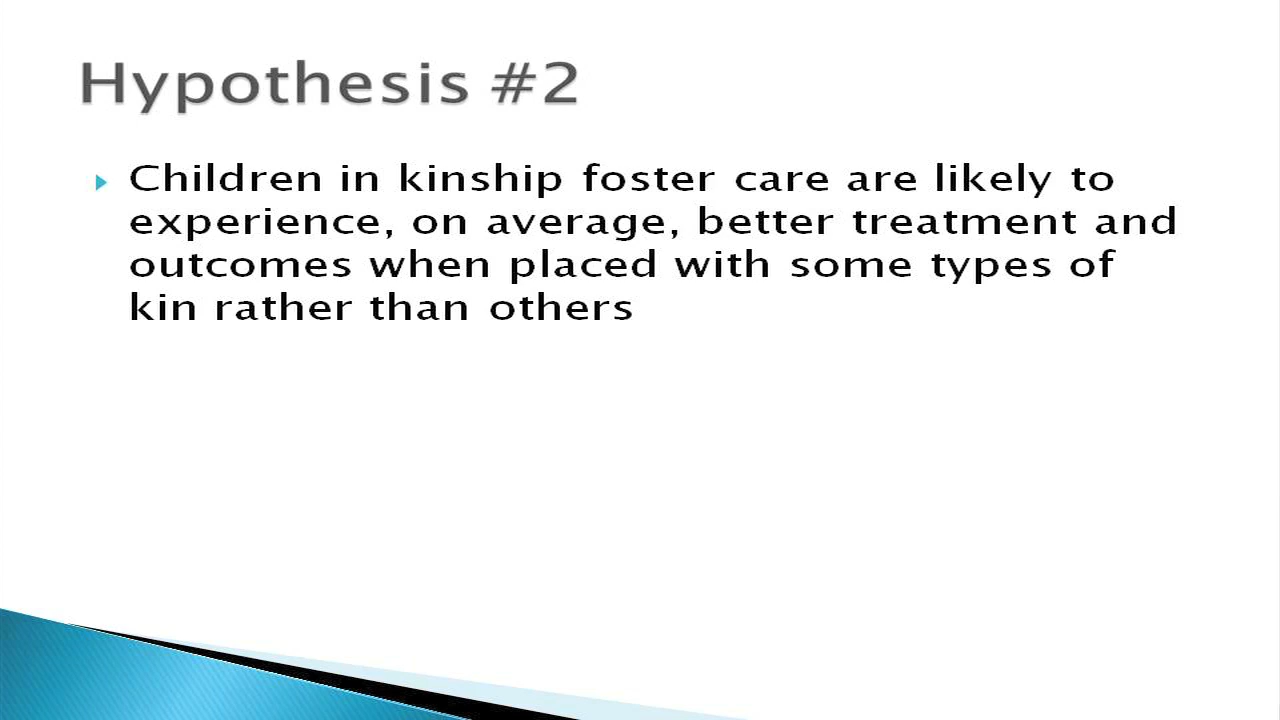 Hypothesis #2
Children in kinship foster care are likely to
experience, on average, better treatment and
outcomes when placed with some types of
kin rather than others